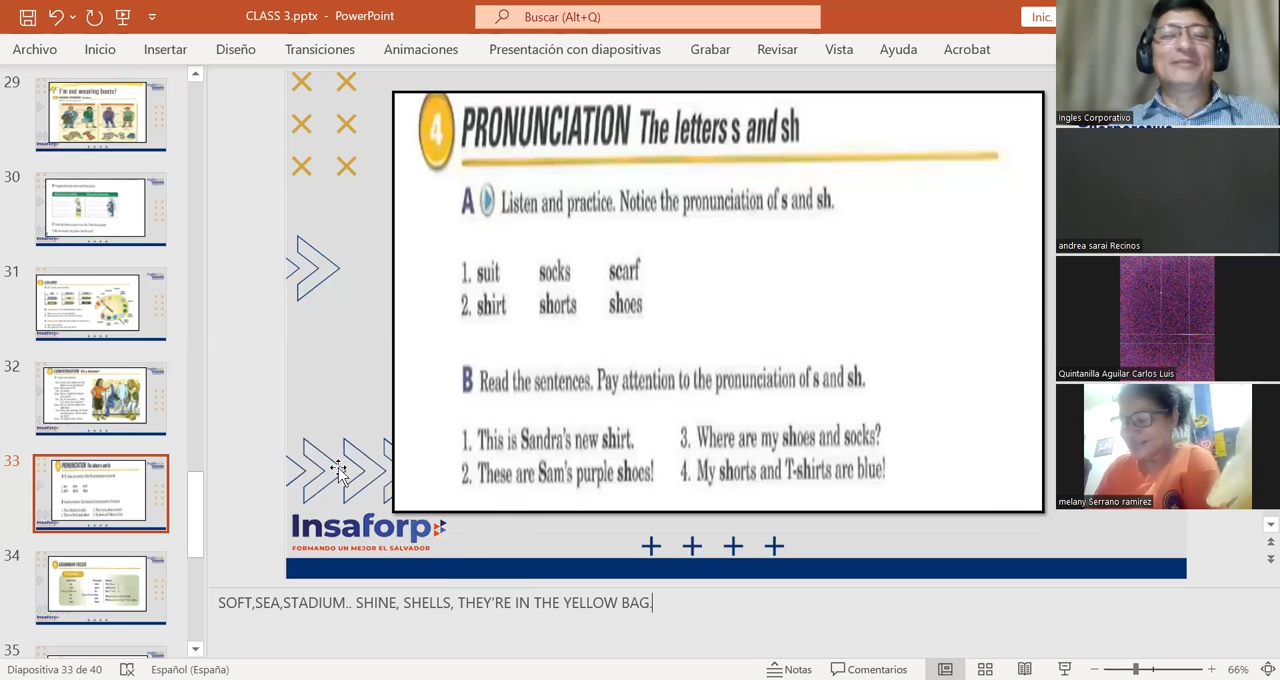 CLASS 3.pptx - PowerPoint
Buscar (Alt+Q)
Inic.
Archivo Inicio Insertar Diseño Transiciones Animaciones Presentación con diapositivas Grabar Revisar Vista Ayuda Acrobat
29
I'm not wearing boots!
30
31
32
33
34
35
4 PRONUNCIATION The letters s and sh
A Listen and practice. Notice the pronunciation of s and sh.
1. suit socks scarf
2. shirt shorts shoes
B Read the sentences. Pay attention to the pronunciation of s and sh.
1. This is Sandra's new shirt. 3. Where are my shoes and socks?
2. These are Sam's purple shoes! 4. My shorts and T-shirts are blue!
Insaforp
FORMANDO UN MEJOR EL SALVADOR
SOFT,SEA,STADIUM.. SHINE, SHELLS, THEY'RE IN THE YELLOW BAG.
Ingles Corporativo
andrea sarai Recinos
Quintanilla Aguilar Carlos Luis
melany Serrano ramirez
Diapositiva 33 de 40 Español (España) Notas Comentarios 66%